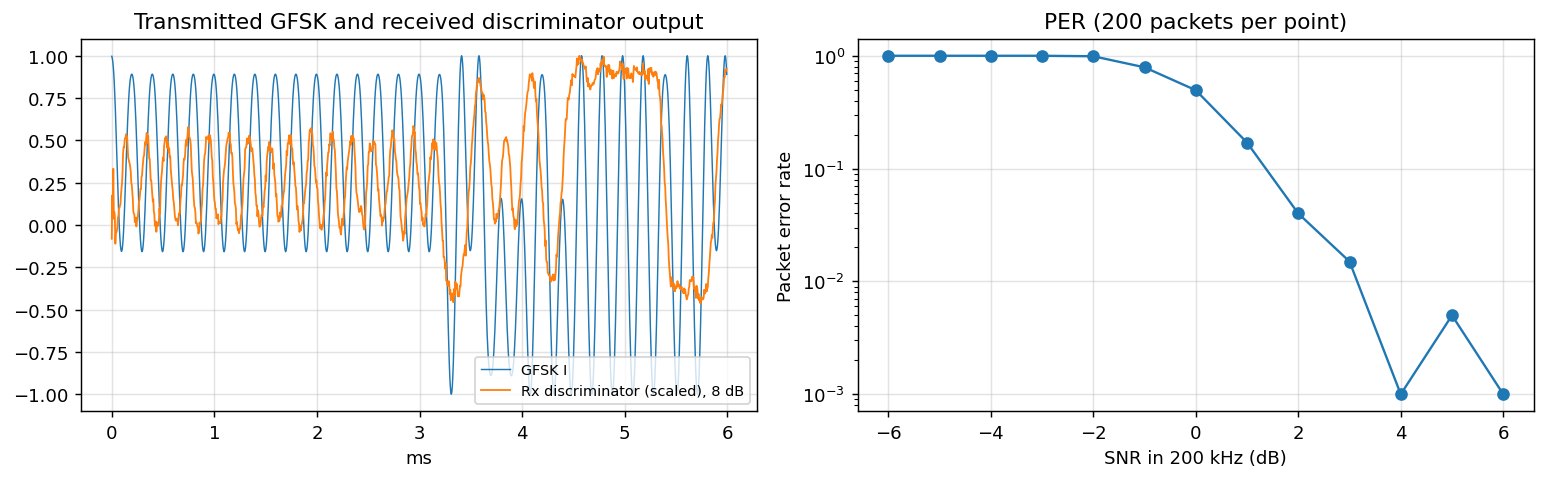 Transmitted GFSK and received discriminator output
1.00
0.75
0.50
0.25
0.00
−0.25
−0.50
−0.75
−1.00
0 1 2 3 4 5 6
ms
GFSK I
Rx discriminator (scaled), 8 dB
PER (200 packets per point)
Packet error rate
10⁰
10⁻¹
10⁻²
10⁻³
−6 −4 −2 0 2 4 6
SNR in 200 kHz (dB)